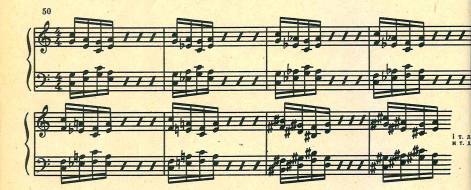 50
и т. д.
и т. д.